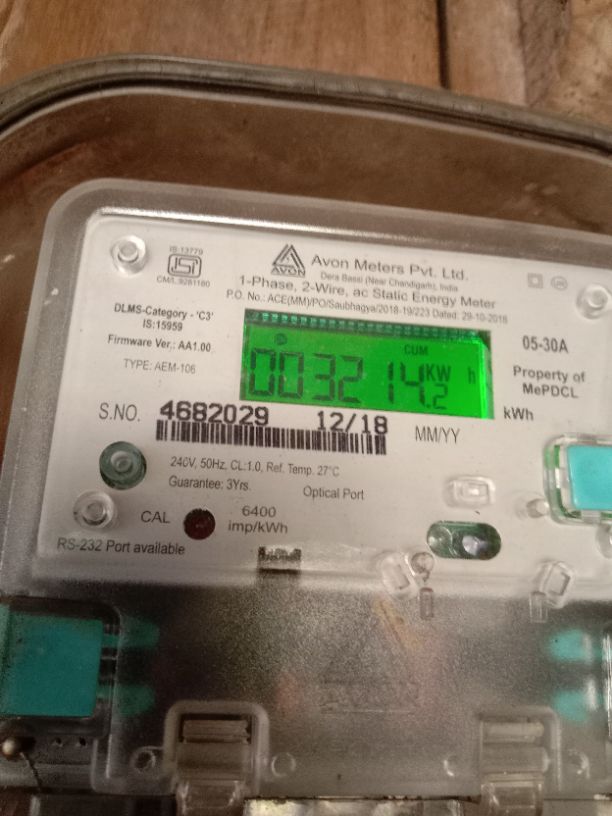 IS:13779
ISI
CM/L.9281180
AVON
Avon Meters Pvt. Ltd.
Dera Bassi (Near Chandigarh), India
1-Phase, 2-Wire, ac Static Energy Meter
P.O. No.: ACE(MM)/PO/Saubhagya/2018-19/223 Dated: 29-10-2018
DLMS-Category - 'C3'
IS:15959
Firmware Ver.: AA1.00
TYPE: AEM-106
CUM
003214.2 KW h
05-30A
Property of
MePDCL
kWh
S.NO. 4682029 12/18
MM/YY
240V, 50Hz, CL:1.0, Ref. Temp. 27°C
Guarantee: 3Yrs.
Optical Port
CAL
6400
imp/kWh
RS-232 Port available
AVON